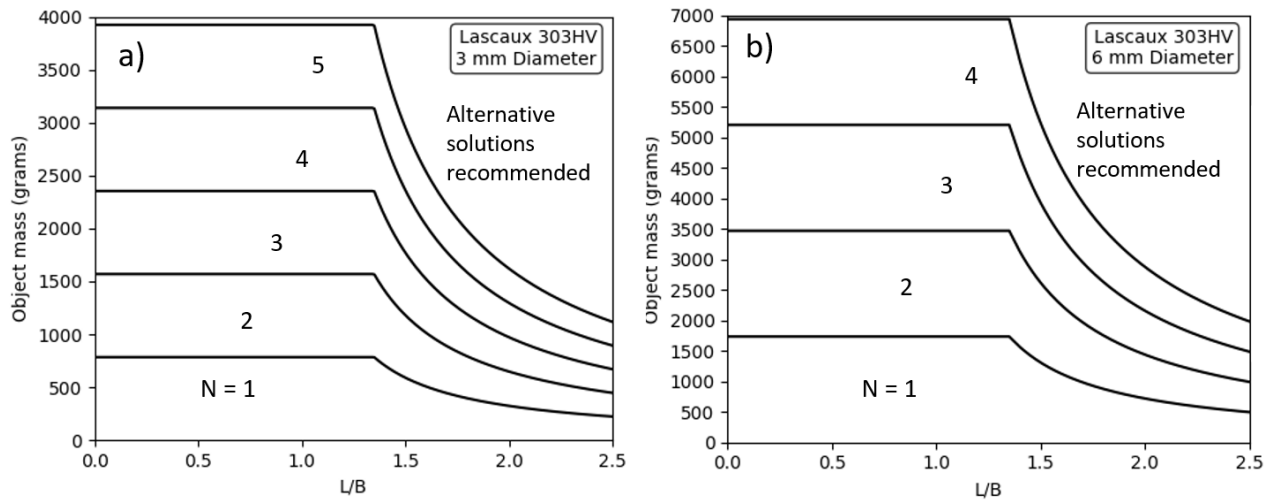 a)
Lascaux 303HV
3 mm Diameter
Alternative
solutions
recommended
5
4
3
2
N = 1
Object mass (grams)
4000
3500
3000
2500
2000
1500
1000
500
0
0.0 0.5 1.0 1.5 2.0 2.5
L/B
b)
Lascaux 303HV
6 mm Diameter
Alternative
solutions
recommended
4
3
2
N = 1
Object mass (grams)
7000
6500
6000
5500
5000
4500
4000
3500
3000
2500
2000
1500
1000
500
0
0.0 0.5 1.0 1.5 2.0 2.5
L/B